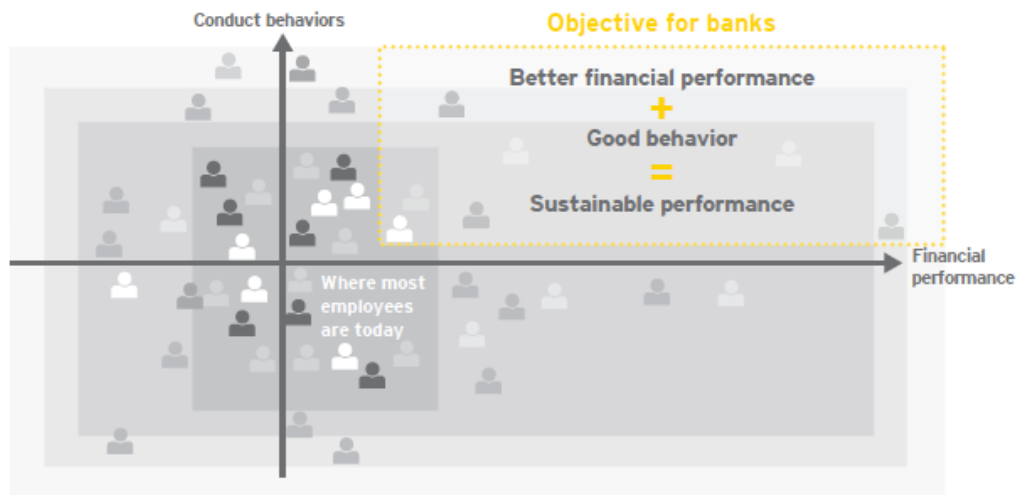 Conduct behaviors
Objective for banks
Better financial performance
+
Good behavior
=
Sustainable performance
Financial
performance
Where most
employees
are today